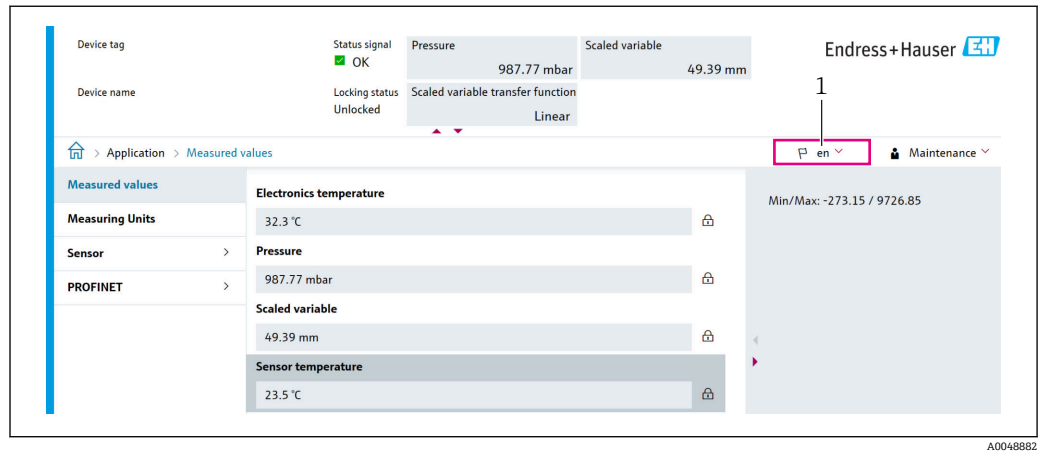 Device tag
Status signal
OK
Pressure
987.77 mbar
Scaled variable
49.39 mm
Endress+Hauser EH
1
Device name
Locking status
Unlocked
Scaled variable transfer function
Linear
> Application > Measured values
en
Maintenance
Measured values
Measuring Units
Sensor >
PROFINET >
Electronics temperature
32.3 °C
Pressure
987.77 mbar
Scaled variable
49.39 mm
Sensor temperature
23.5 °C
Min/Max: -273.15 / 9726.85
A0048882